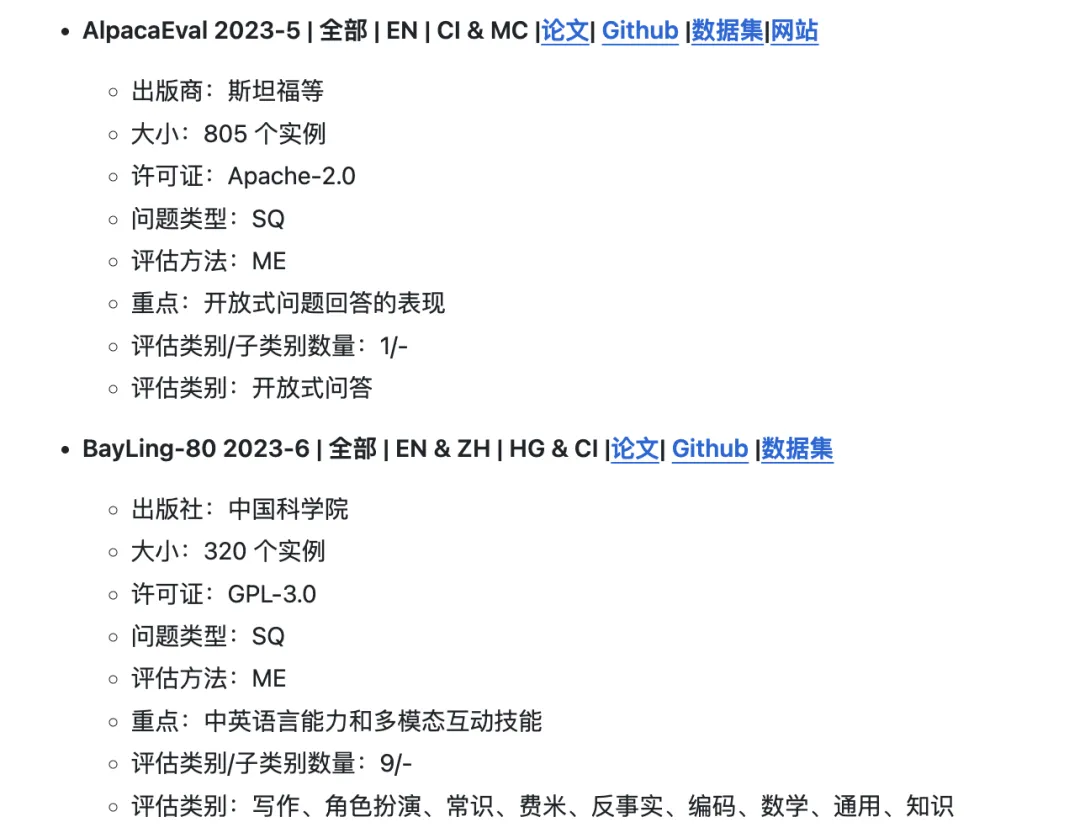 • AlpacaEval 2023-5 | 全部 | EN | CI & MC |论文| Github |数据集|网站
◦ 出版商：斯坦福等
◦ 大小：805 个实例
◦ 许可证：Apache-2.0
◦ 问题类型：SQ
◦ 评估方法：ME
◦ 重点：开放式问题回答的表现
◦ 评估类别/子类别数量：1/-
◦ 评估类别：开放式问答
• BayLing-80 2023-6 | 全部 | EN & ZH | HG & CI |论文| Github |数据集
◦ 出版社：中国科学院
◦ 大小：320 个实例
◦ 许可证：GPL-3.0
◦ 问题类型：SQ
◦ 评估方法：ME
◦ 重点：中英语言能力和多模态互动技能
◦ 评估类别/子类别数量：9/-
◦ 评估类别：写作、角色扮演、常识、费米、反事实、编码、数学、通用、知识